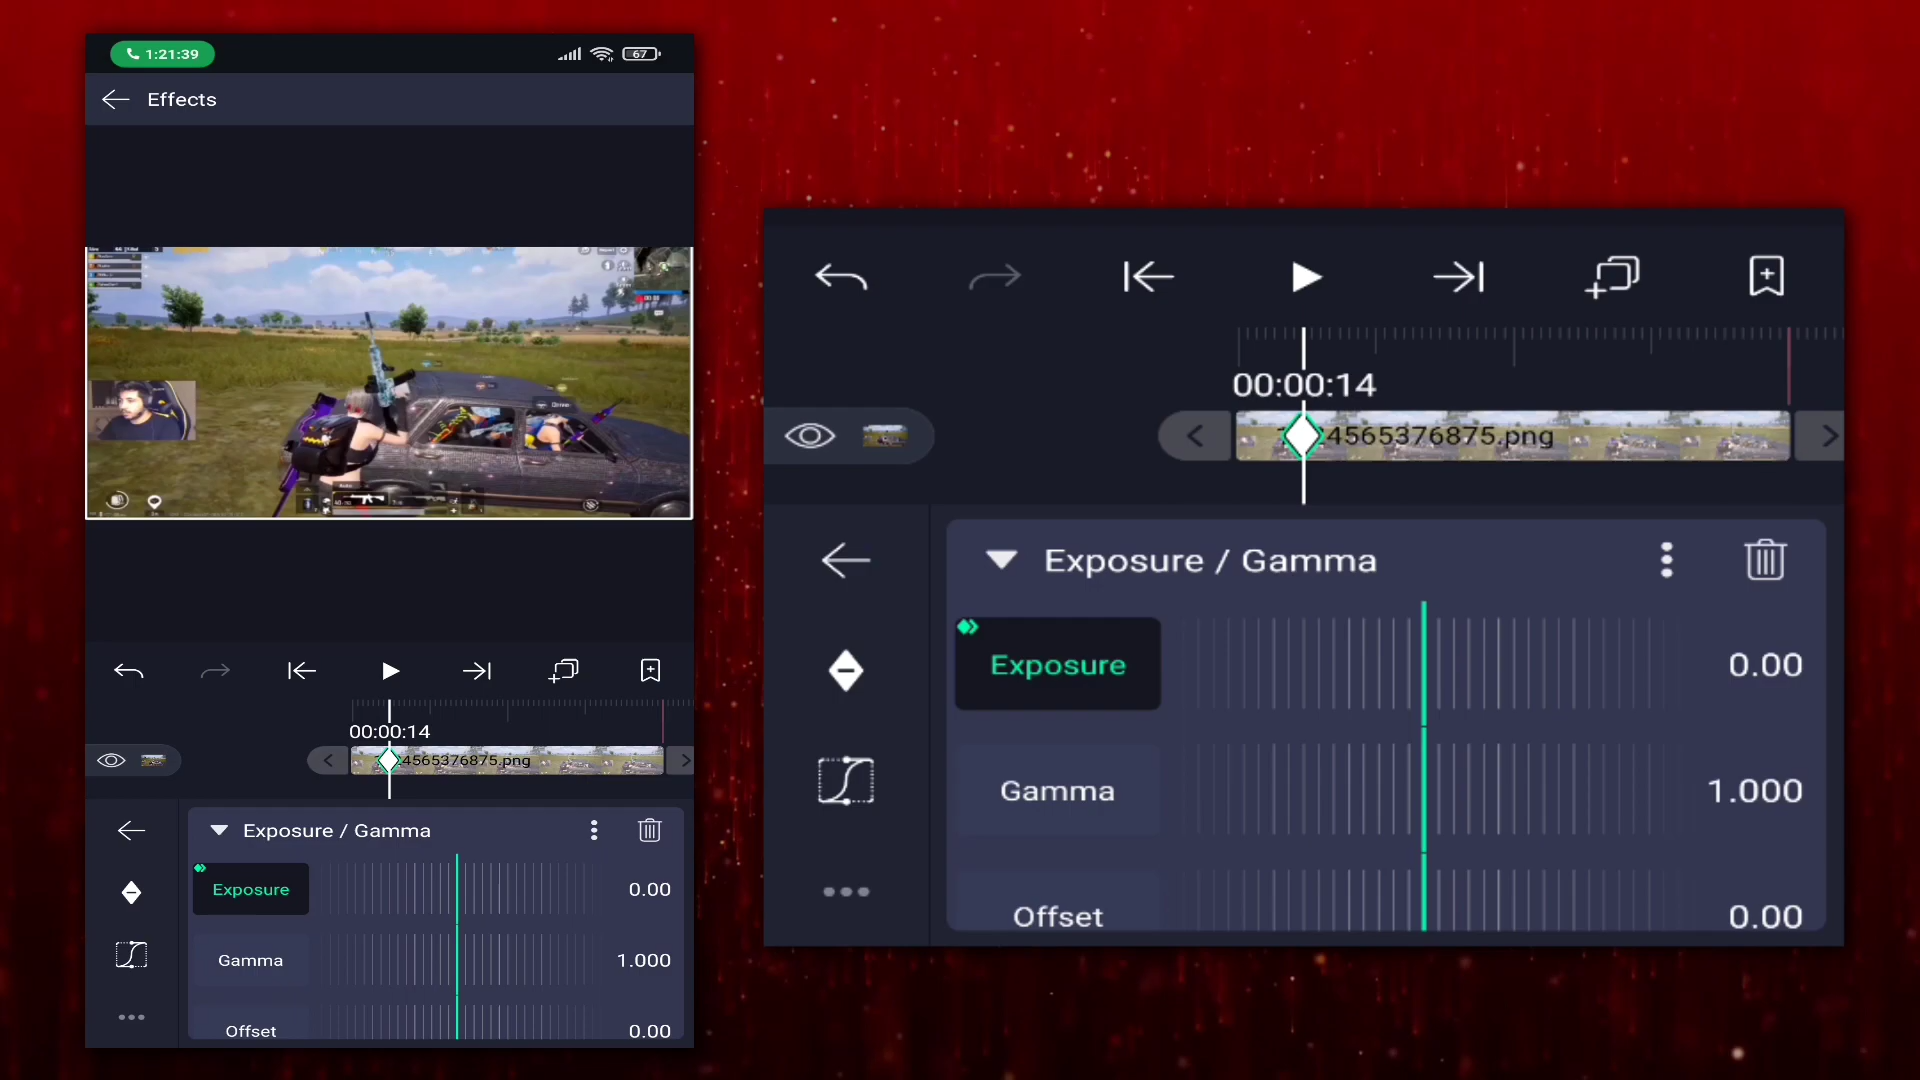 1:21:39
67
Effects
00:00:14
4565376875.png
Exposure / Gamma
Exposure
0.00
Gamma
1.000
Offset
0.00
00:00:14
4565376875.png
Exposure / Gamma
Exposure
0.00
Gamma
1.000
Offset
0.00